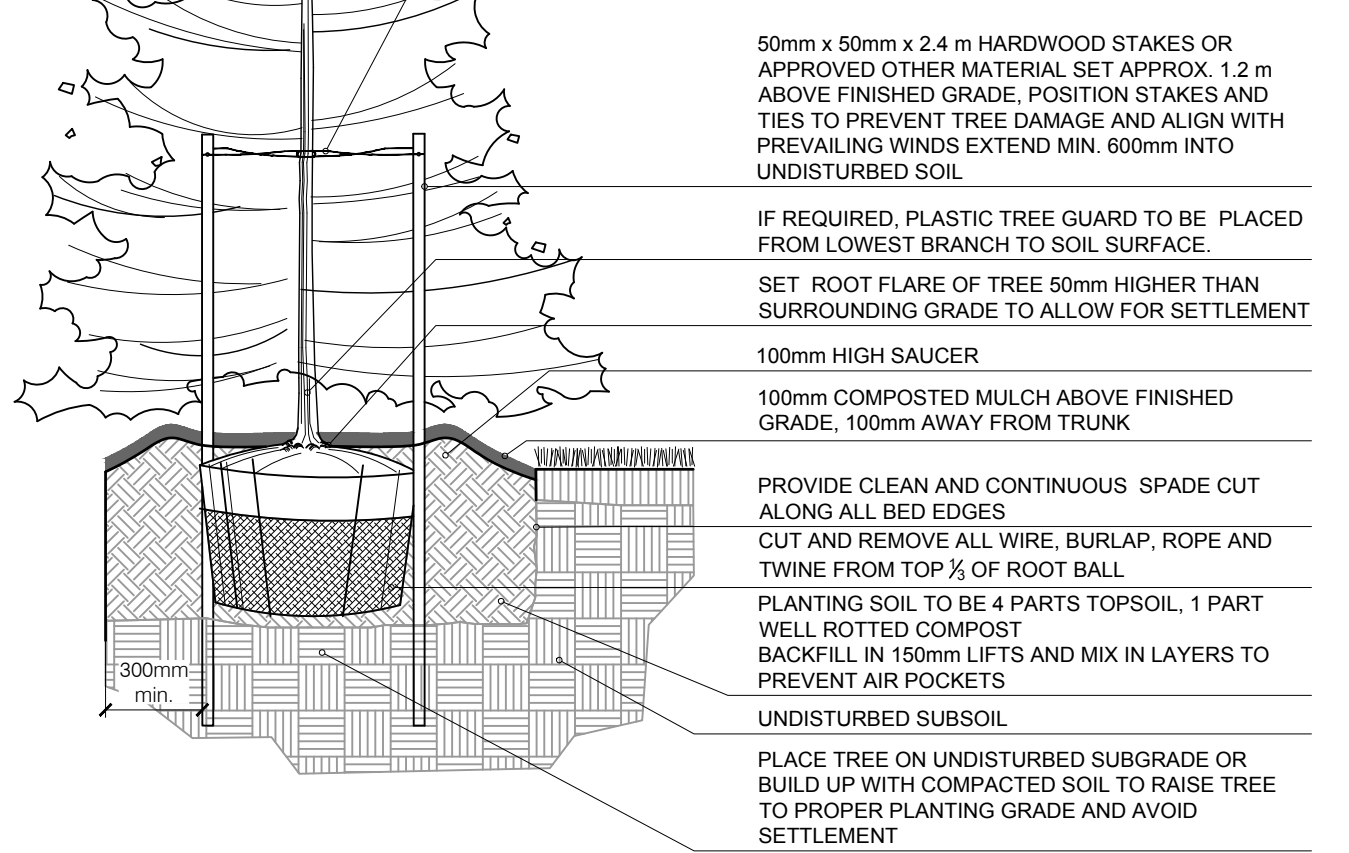 50mm x 50mm x 2.4 m HARDWOOD STAKES OR
APPROVED OTHER MATERIAL SET APPROX. 1.2 m
ABOVE FINISHED GRADE, POSITION STAKES AND
TIES TO PREVENT TREE DAMAGE AND ALIGN WITH
PREVAILING WINDS EXTEND MIN. 600mm INTO
UNDISTURBED SOIL
IF REQUIRED, PLASTIC TREE GUARD TO BE PLACED
FROM LOWEST BRANCH TO SOIL SURFACE.
SET ROOT FLARE OF TREE 50mm HIGHER THAN
SURROUNDING GRADE TO ALLOW FOR SETTLEMENT
100mm HIGH SAUCER
100mm COMPOSTED MULCH ABOVE FINISHED
GRADE, 100mm AWAY FROM TRUNK
PROVIDE CLEAN AND CONTINUOUS SPADE CUT
ALONG ALL BED EDGES
CUT AND REMOVE ALL WIRE, BURLAP, ROPE AND
TWINE FROM TOP ⅓ OF ROOT BALL
PLANTING SOIL TO BE 4 PARTS TOPSOIL, 1 PART
WELL ROTTED COMPOST
BACKFILL IN 150mm LIFTS AND MIX IN LAYERS TO
PREVENT AIR POCKETS
UNDISTURBED SUBSOIL
PLACE TREE ON UNDISTURBED SUBGRADE OR
BUILD UP WITH COMPACTED SOIL TO RAISE TREE
TO PROPER PLANTING GRADE AND AVOID
SETTLEMENT
300mm
min.